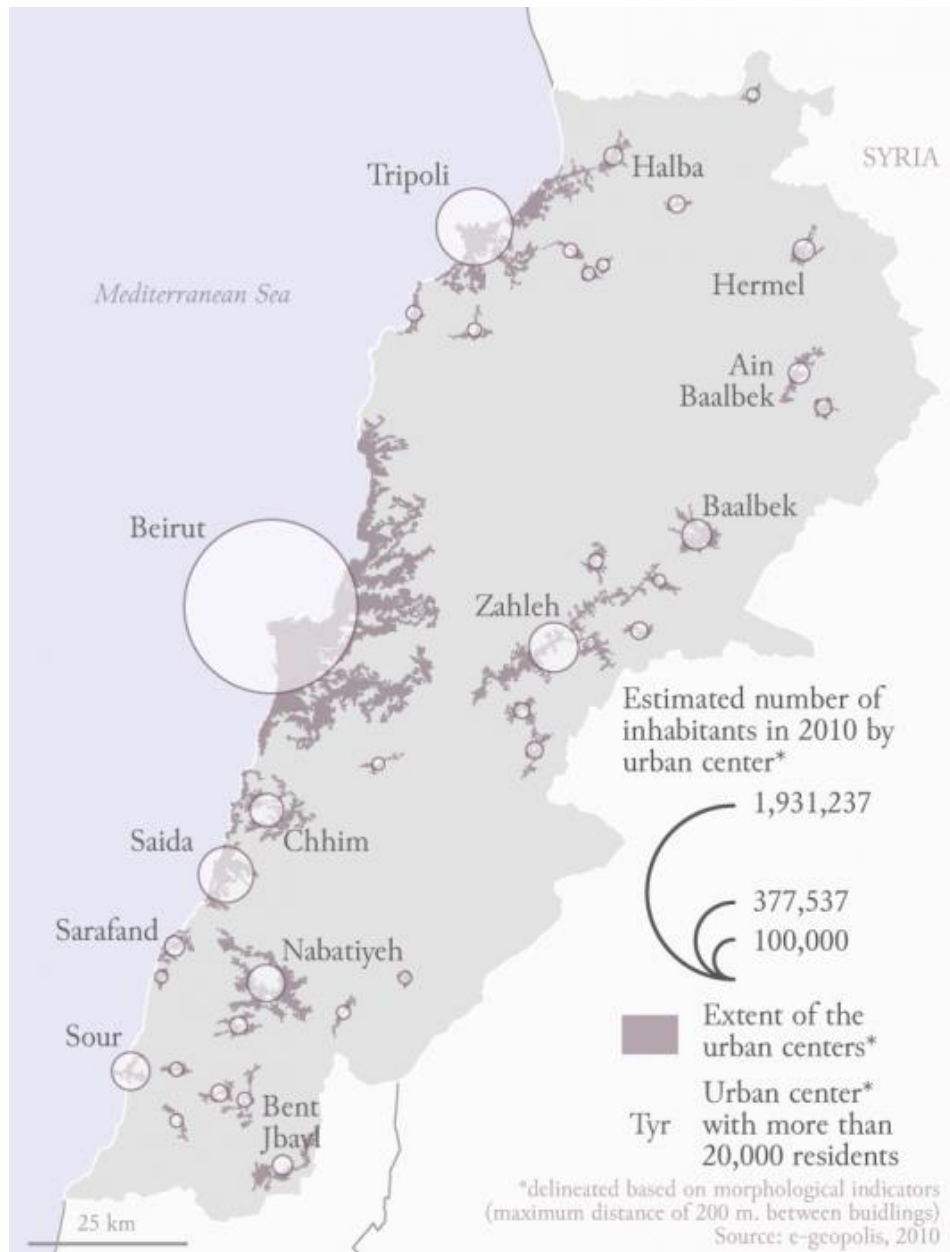 SYRIA
Halba
Tripoli
Hermel
Mediterranean Sea
Ain
Baalbek
Baalbek
Beirut
Zahleh
Estimated number of
inhabitants in 2010 by
urban center*
1,931,237
377,537
100,000
Chhim
Saida
Sarafand
Nabatiyeh
Sour
Bent
Jbayl
Extent of the
urban centers*
Tyr
Urban center*
with more than
20,000 residents
*delineated based on morphological indicators
(maximum distance of 200 m. between buidlings)
Source: e-geopolis, 2010
25 km